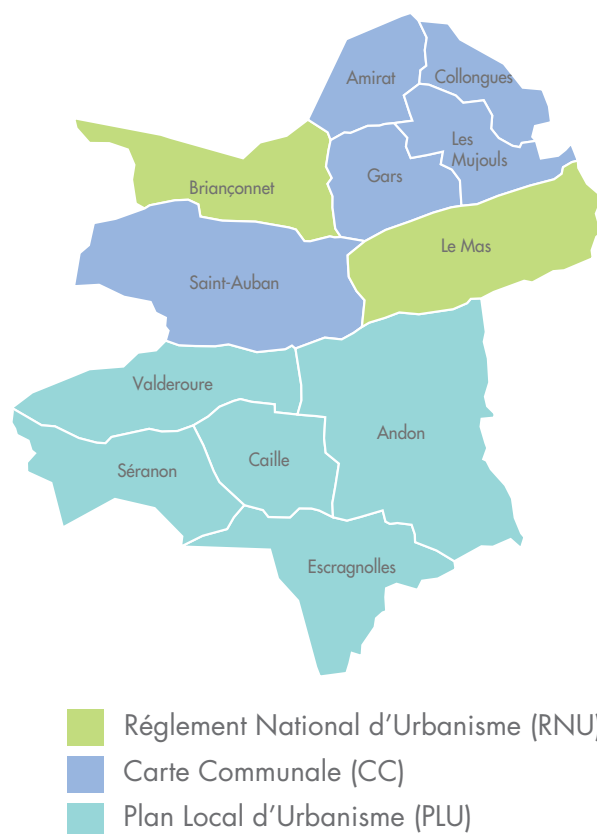 Amirat
Collongues
Les
Mujouls
Gars
Briançonnet
Le Mas
Saint-Auban
Valderoure
Andon
Caille
Séranon
Escragnolles
Réglement National d’Urbanisme (RNU)
Carte Communale (CC)
Plan Local d’Urbanisme (PLU)